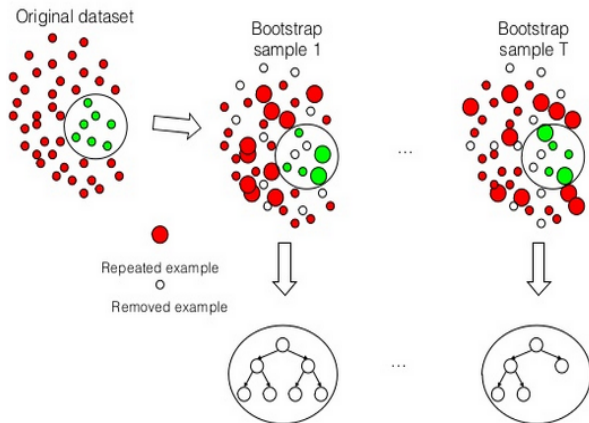 Original dataset
Bootstrap
sample 1
Bootstrap
sample T
...
Repeated example
Removed example
...